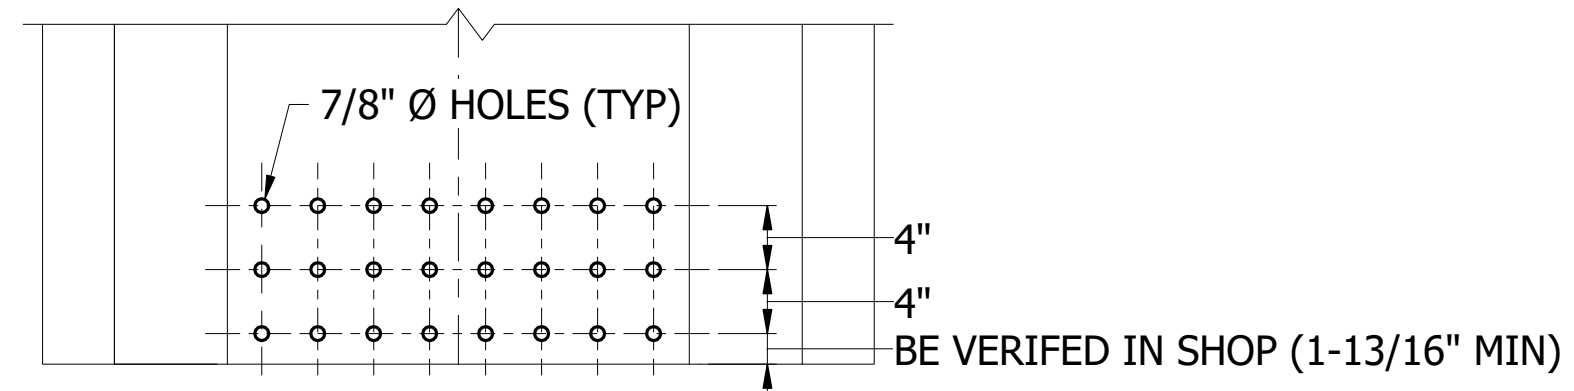 7/8" Ø HOLES (TYP)
4"
4"
BE VERIFED IN SHOP (1-13/16" MIN)